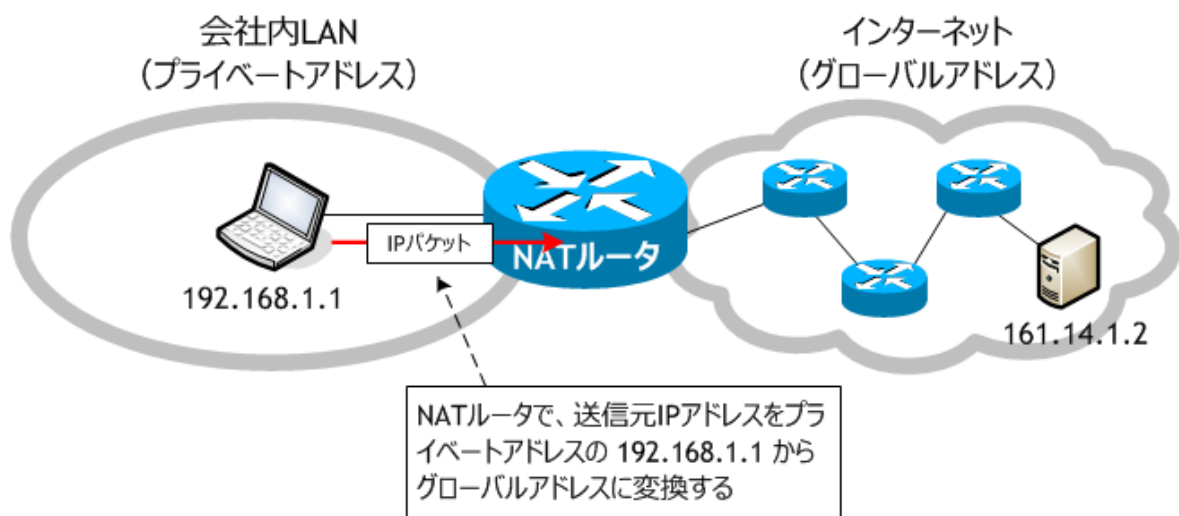 会社内LAN
（プライベートアドレス）
インターネット
（グローバルアドレス）
IPパケット
NATルータ
192.168.1.1
161.14.1.2
NATルータで、送信元IPアドレスをプラ
イベートアドレスの 192.168.1.1 から
グローバルアドレスに変換する